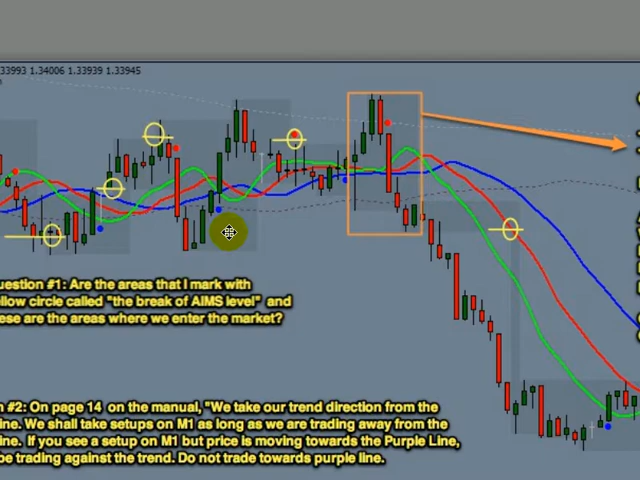 33993 1.34006 1.33939 1.33945
uestion #1: Are the areas that I mark with
llow circle called "the break of AIMS level" and
ese are the areas where we enter the market?
n #2: On page 14 on the manual, "We take our trend direction from the
ine. We shall take setups on M1 as long as we are trading away from the
ine. If you see a setup on M1 but price is moving towards the Purple Line,
be trading against the trend. Do not trade towards purple line.